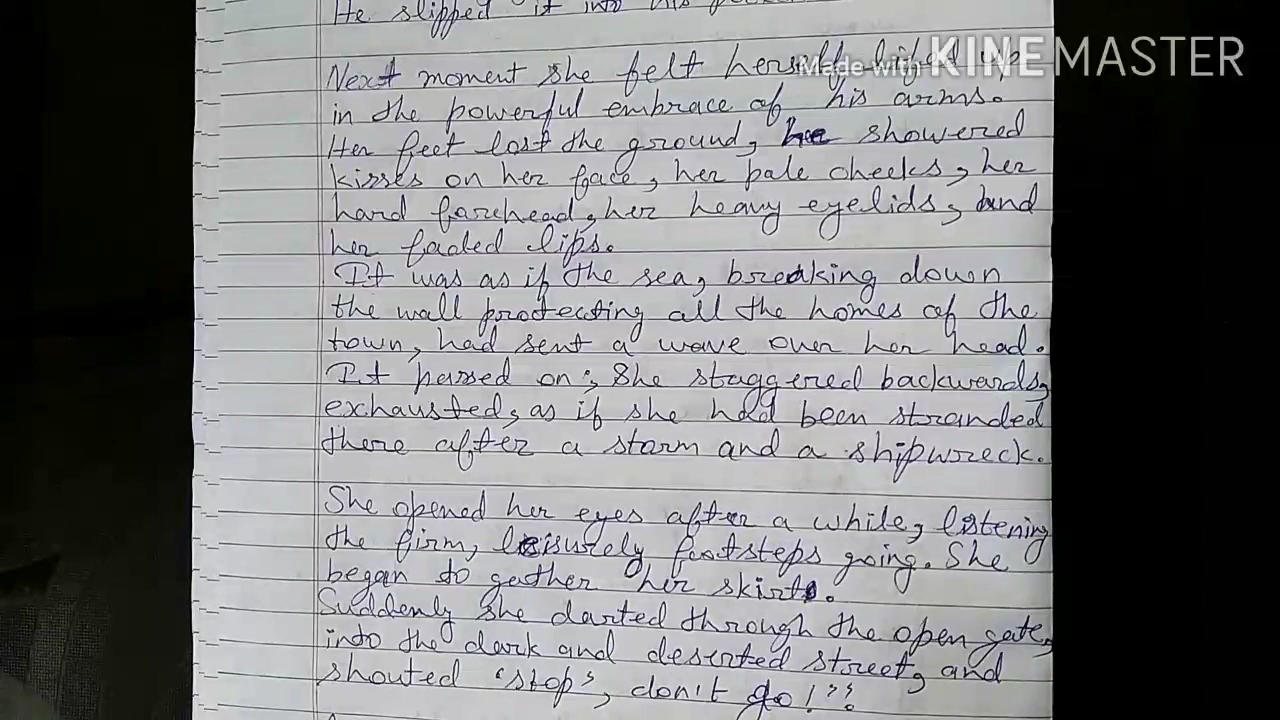 He slipped it into his
Made with KINEMASTER
Next moment she felt herself lifted up
in the powerful embrace of his arms.
Her feet lost the ground, he showered
kisses on her face, her pale cheeks, her
hard farehead, her heavy eyelids, and
her faded lips.
It was as if the sea, breaking down
the wall protecting all the homes of the
town, had sent a wave over her head.
It passed on; She staggered backwards,
exhausted, as if she had been stranded
there after a storm and a shipwreck.
She opened her eyes after a while, listening
the firm, leisurely footsteps going. She
began to gather her skirts.
Suddenly she darted through the open gate,
into the dark and deserted street, and
shouted 'stop', don't go!''